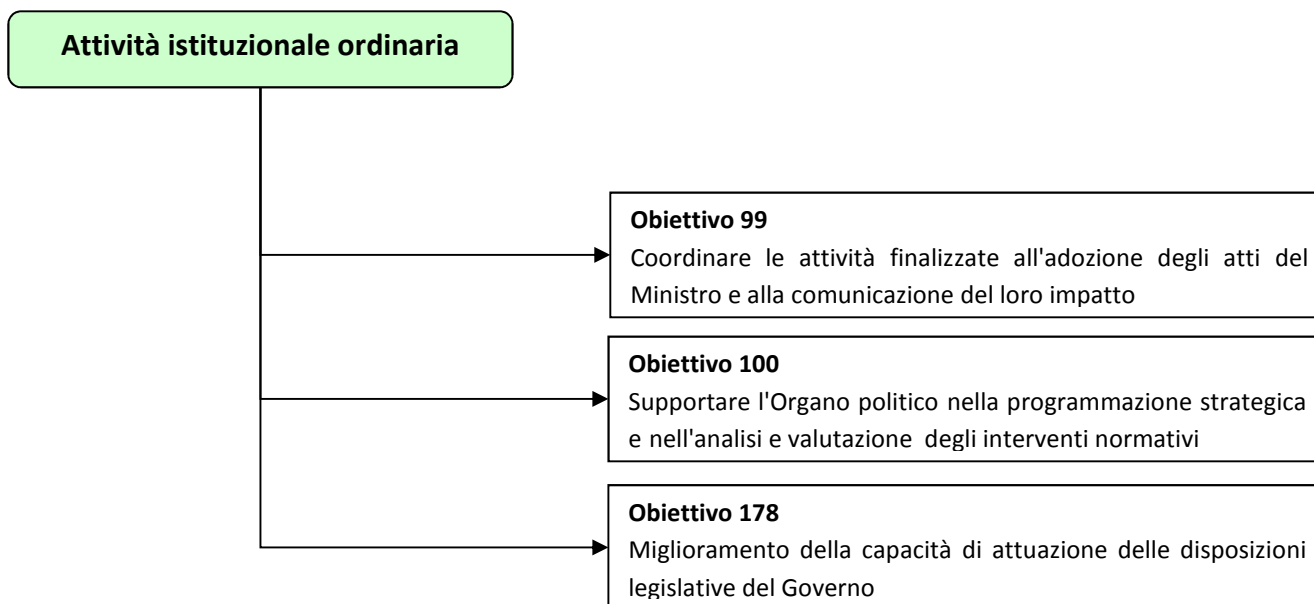 Attività istituzionale ordinaria
Obiettivo 99
Coordinare le attività finalizzate all'adozione degli atti del
Ministro e alla comunicazione del loro impatto
Obiettivo 100
Supportare l'Organo politico nella programmazione strategica
e nell'analisi e valutazione degli interventi normativi
Obiettivo 178
Miglioramento della capacità di attuazione delle disposizioni
legislative del Governo